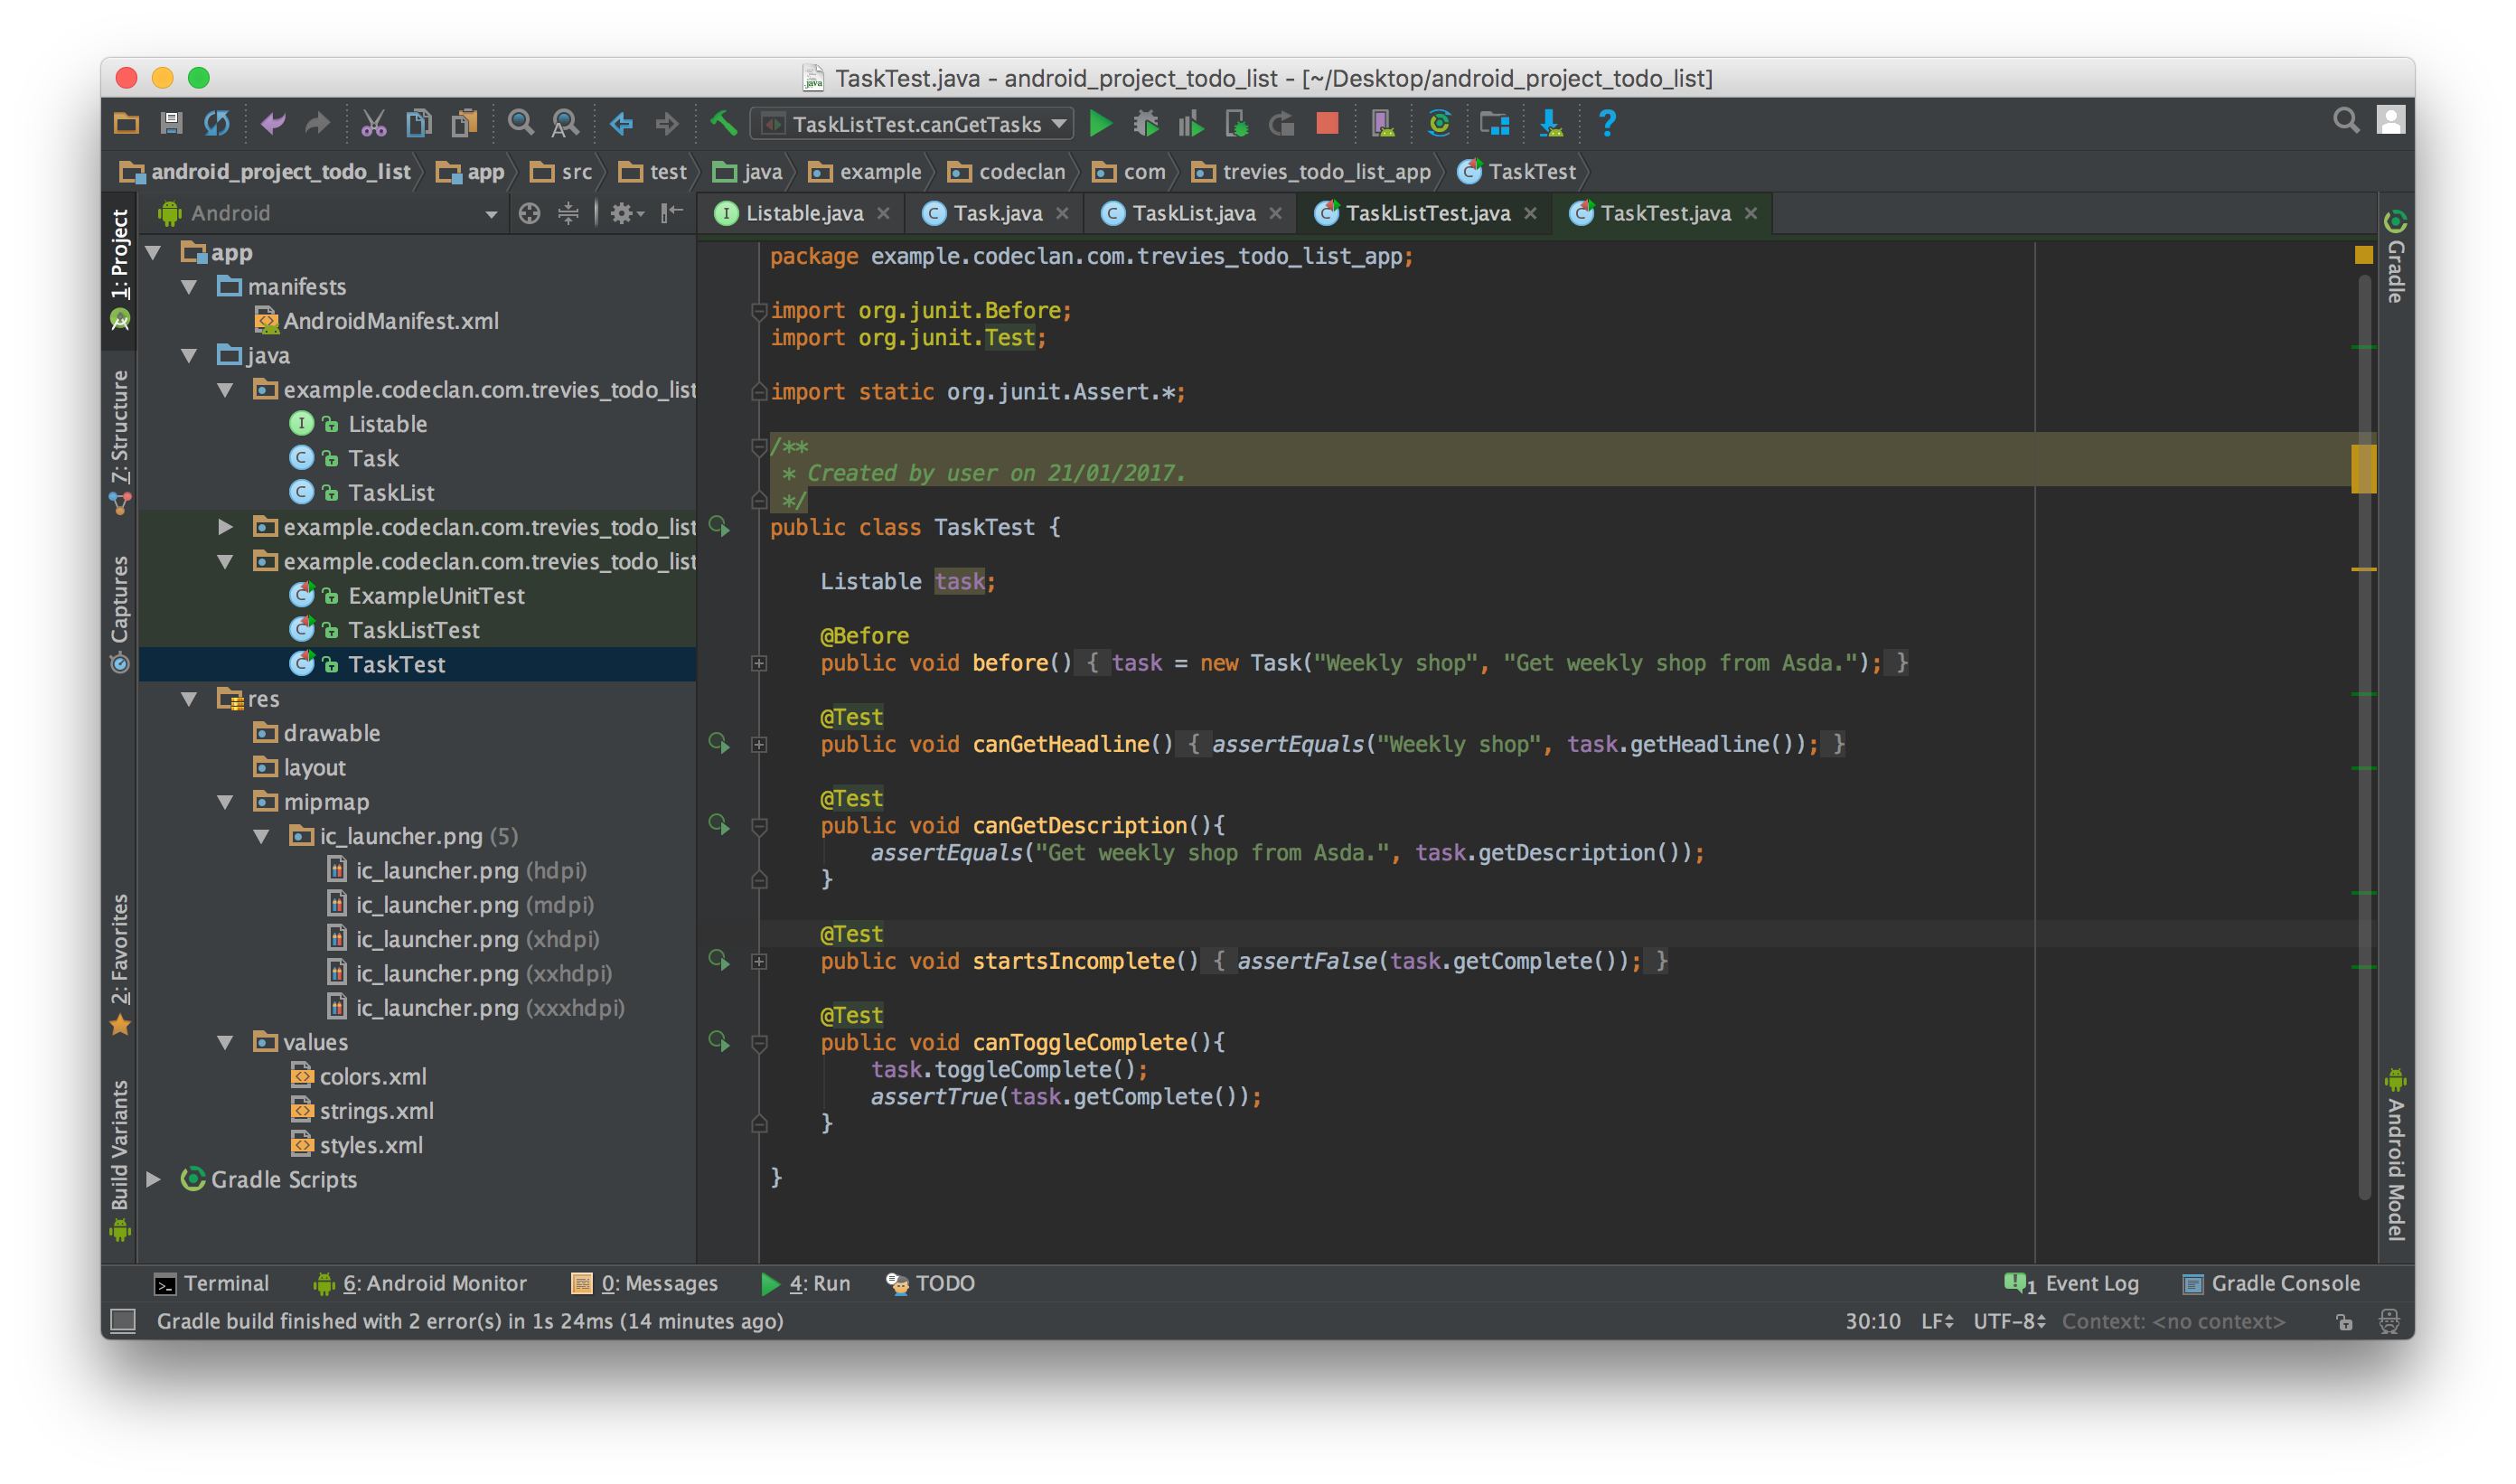 TaskTest.java - android_project_todo_list - [~/Desktop/android_project_todo_list]
TaskListTest.canGetTasks
android_project_todo_list app src test java example codeclan com trevies_todo_list_app TaskTest
Android
Listable.java Task.java TaskList.java TaskListTest.java TaskTest.java
1: Project
Z: Structure
Captures
2: Favorites
Build Variants
app
manifests
AndroidManifest.xml
java
example.codeclan.com.trevies_todo_list
Listable
Task
TaskList
example.codeclan.com.trevies_todo_list
example.codeclan.com.trevies_todo_list
ExampleUnitTest
TaskListTest
TaskTest
res
drawable
layout
mipmap
ic_launcher.png (5)
ic_launcher.png (hdpi)
ic_launcher.png (mdpi)
ic_launcher.png (xhdpi)
ic_launcher.png (xxhdpi)
ic_launcher.png (xxxhdpi)
values
colors.xml
strings.xml
styles.xml
Gradle Scripts
package example.codeclan.com.trevies_todo_list_app;
import org.junit.Before;
import org.junit.Test;
import static org.junit.Assert.*;
/**
* Created by user on 21/01/2017.
*/
public class TaskTest {
Listable task;
@Before
public void before() { task = new Task("Weekly shop", "Get weekly shop from Asda."); }
@Test
public void canGetHeadline() { assertEquals("Weekly shop", task.getHeadline()); }
@Test
public void canGetDescription(){
assertEquals("Get weekly shop from Asda.", task.getDescription());
}
@Test
public void startsIncomplete() { assertFalse(task.getComplete()); }
@Test
public void canToggleComplete(){
task.toggleComplete();
assertTrue(task.getComplete());
}
}
Gradle
Android Model
Terminal 6: Android Monitor 0: Messages 4: Run TODO 1 Event Log Gradle Console
Gradle build finished with 2 error(s) in 1s 24ms (14 minutes ago) 30:10 LF UTF-8 Context: <no context>